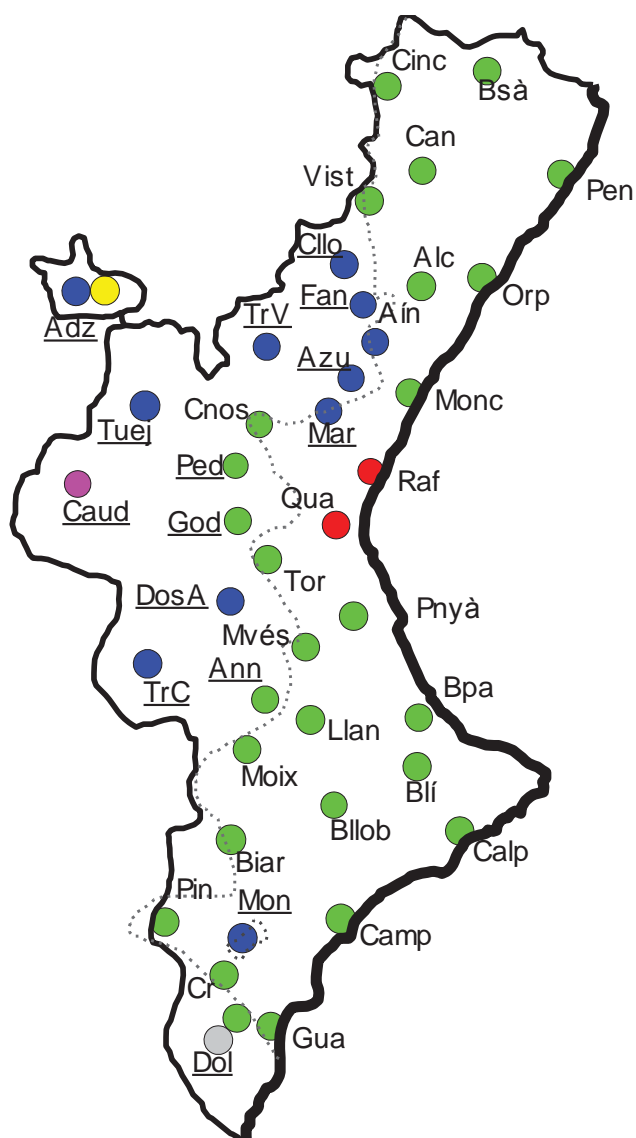 Cinc
Bsà
Can
Vist
Pen
Cllo
Alc
Fan
Orp
Aín
TrV
Azu
Adz
Cnos
Monc
Mar
Tuej
Ped
Qua
Raf
Caud
God
Tor
DosA
Pnyà
Mvés
Ann
TrC
Bpa
Llan
Moix
Blí
Bllob
Calp
Biar
Pin
Mon
Camp
Cr
Gua
Dol